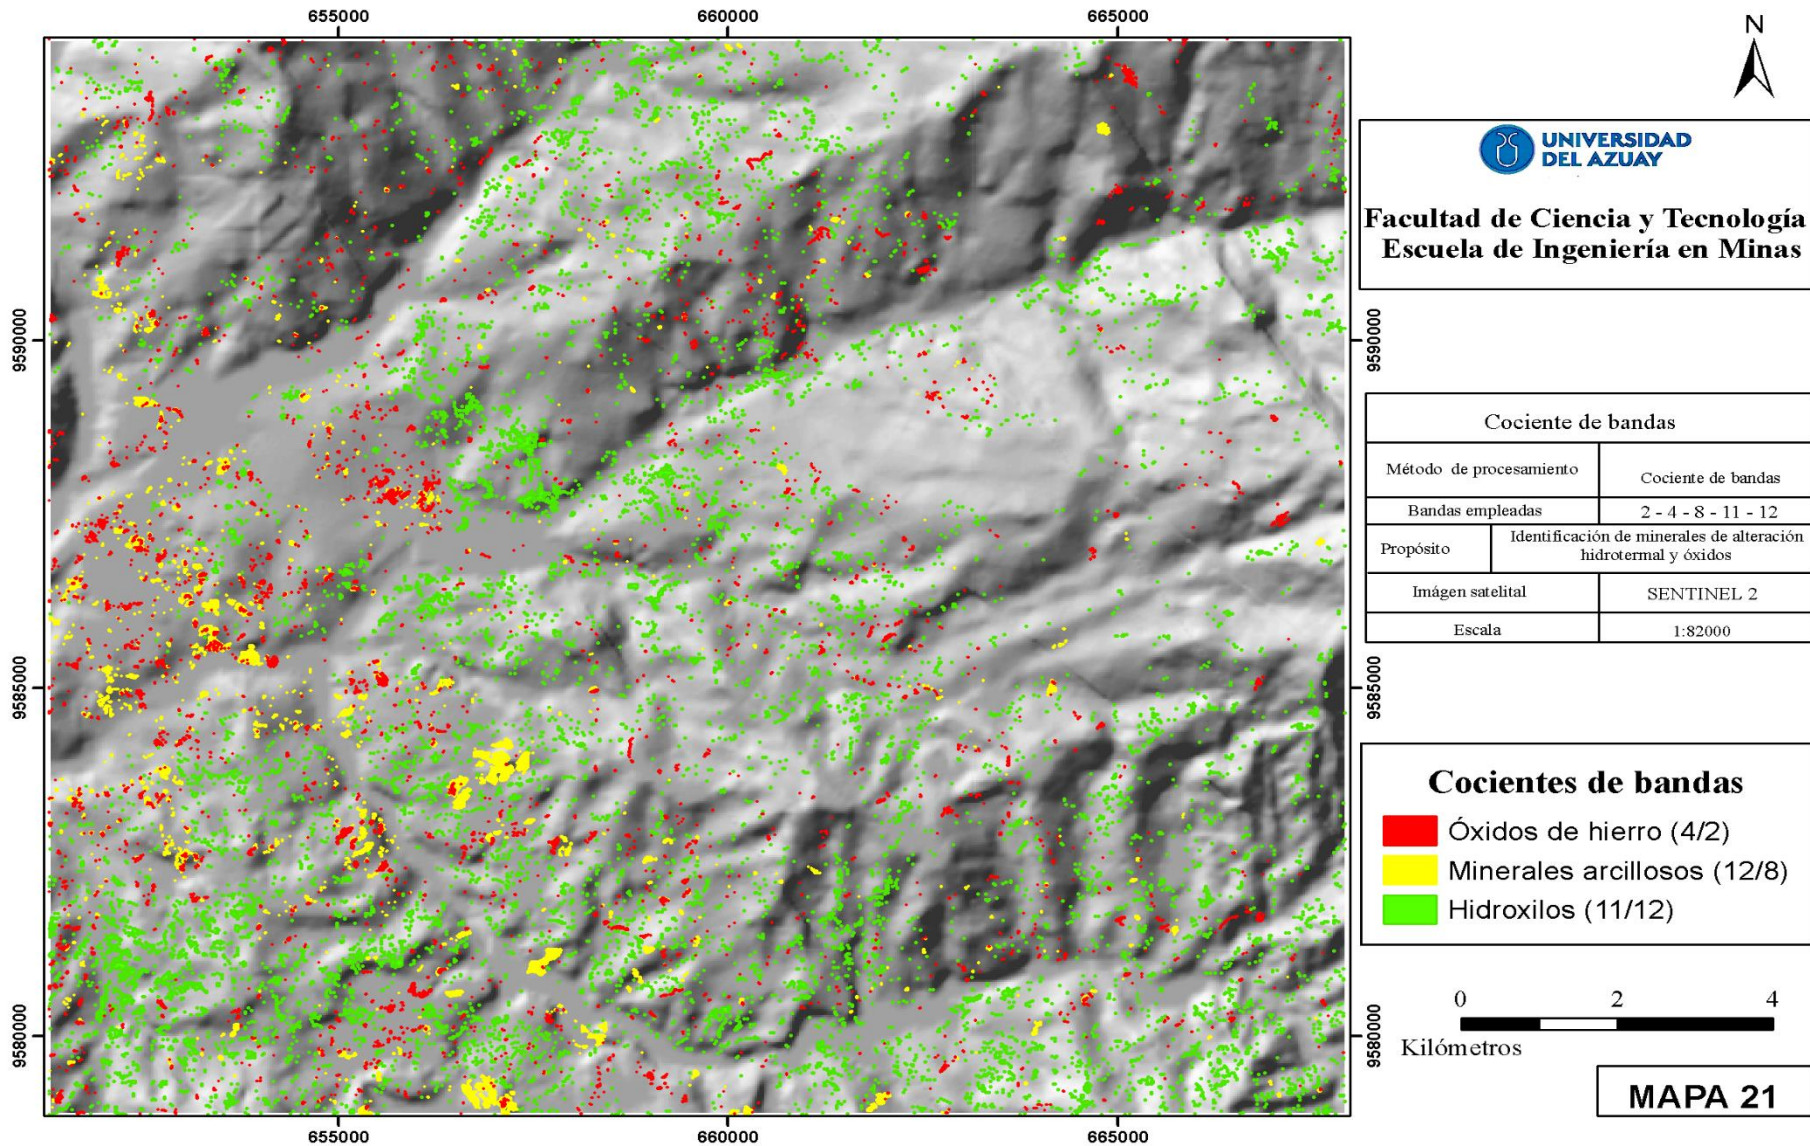 655000
660000
665000
N
UNIVERSIDAD
DEL AZUAY
Facultad de Ciencia y Tecnología
Escuela de Ingeniería en Minas
9590000
9590000
Cociente de bandas
Método de procesamiento
Cociente de bandas
Bandas empleadas
2 - 4 - 8 - 11 - 12
Propósito
Identificación de minerales de alteración
hidrotermal y óxidos
Imágen satelital
SENTINEL 2
Escala
1:82000
9585000
9585000
Cocientes de bandas
Óxidos de hierro (4/2)
Minerales arcillosos (12/8)
Hidroxilos (11/12)
0
2
4
Kilómetros
9580000
9580000
MAPA 21
655000
660000
665000